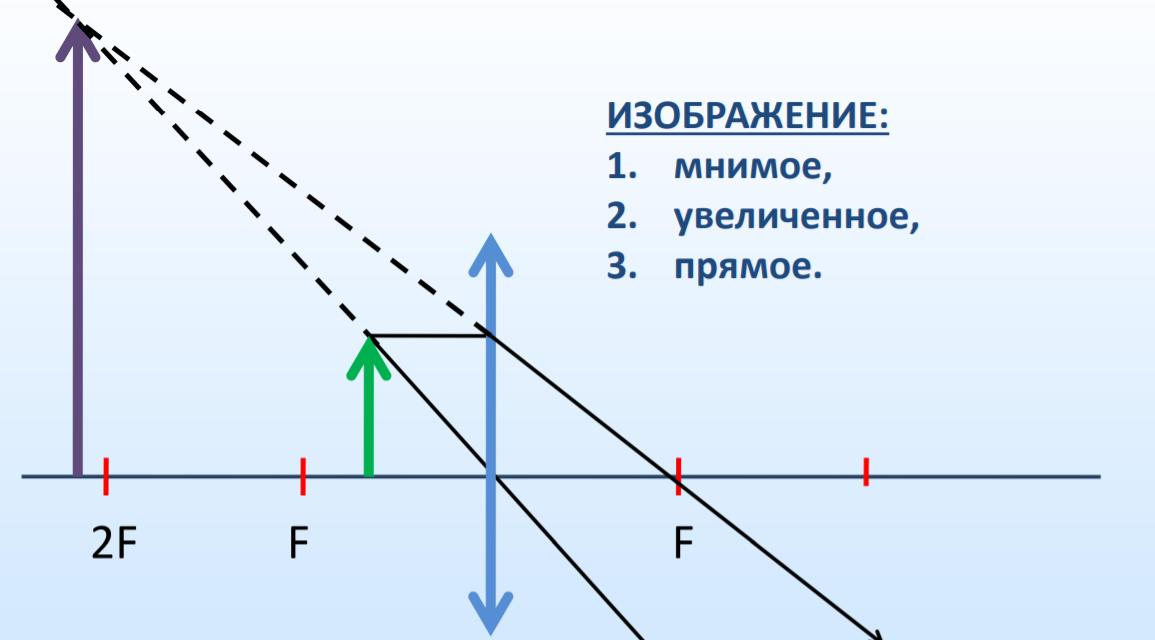 ИЗОБРАЖЕНИЕ:
1. мнимое,
2. увеличенное,
3. прямое.
2F F F